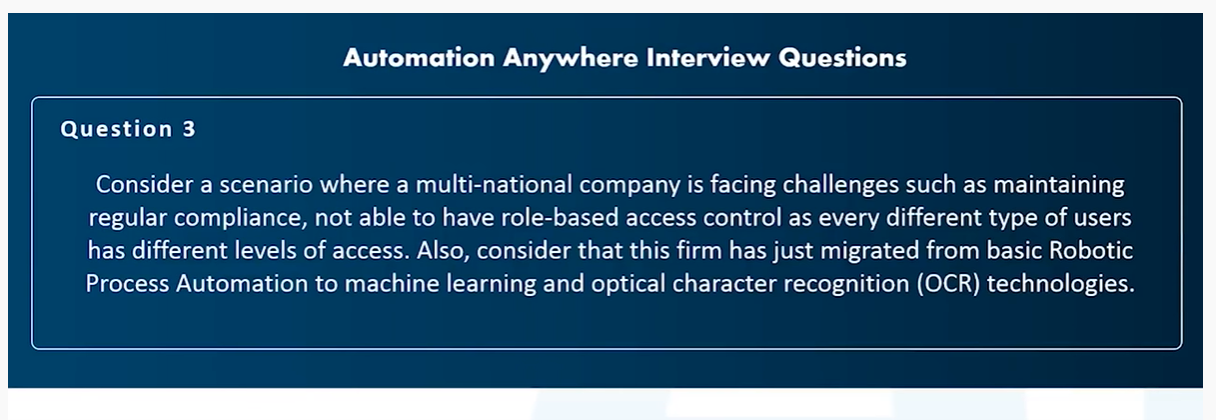 Automation Anywhere Interview Questions
Question 3
Consider a scenario where a multi-national company is facing challenges such as maintaining
regular compliance, not able to have role-based access control as every different type of users
has different levels of access. Also, consider that this firm has just migrated from basic Robotic
Process Automation to machine learning and optical character recognition (OCR) technologies.